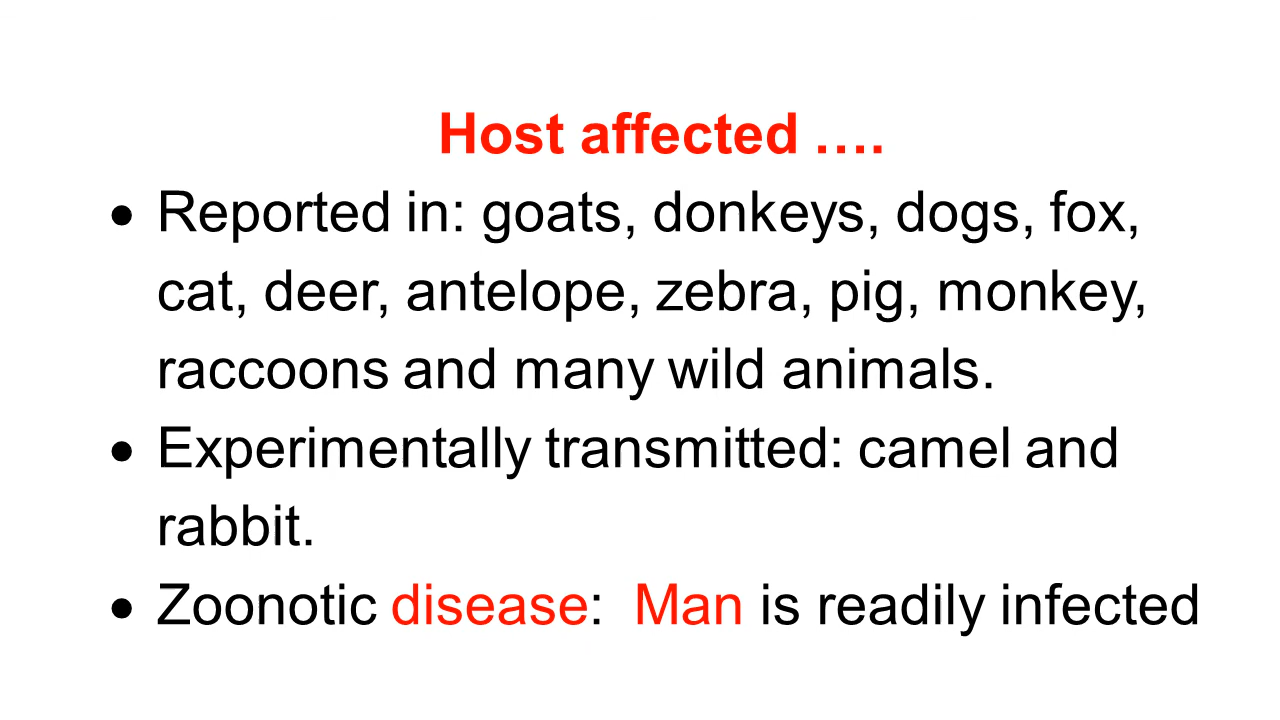 Host affected ….
• Reported in: goats, donkeys, dogs, fox,
cat, deer, antelope, zebra, pig, monkey,
raccoons and many wild animals.
• Experimentally transmitted: camel and
rabbit.
• Zoonotic disease:  Man is readily infected